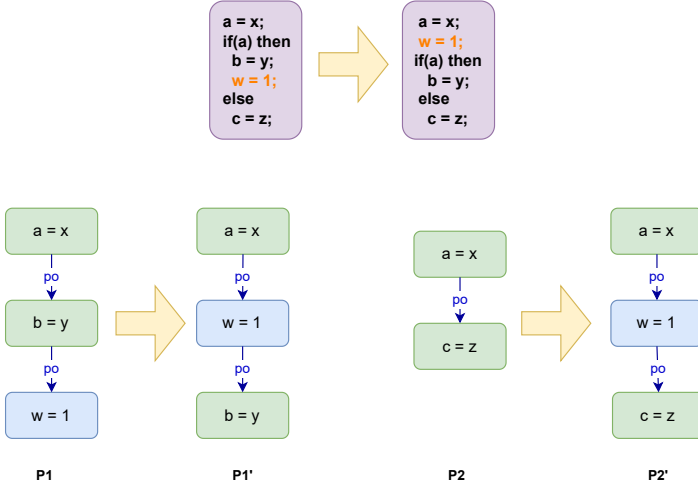 a = x;
if(a) then
b = y;
w = 1;
else
c = z;
a = x;
w = 1;
if(a) then
b = y;
else
c = z;
a = x
po
b = y
po
w = 1
P1
a = x
po
w = 1
po
b = y
P1'
a = x
po
c = z
P2
a = x
po
w = 1
po
c = z
P2'